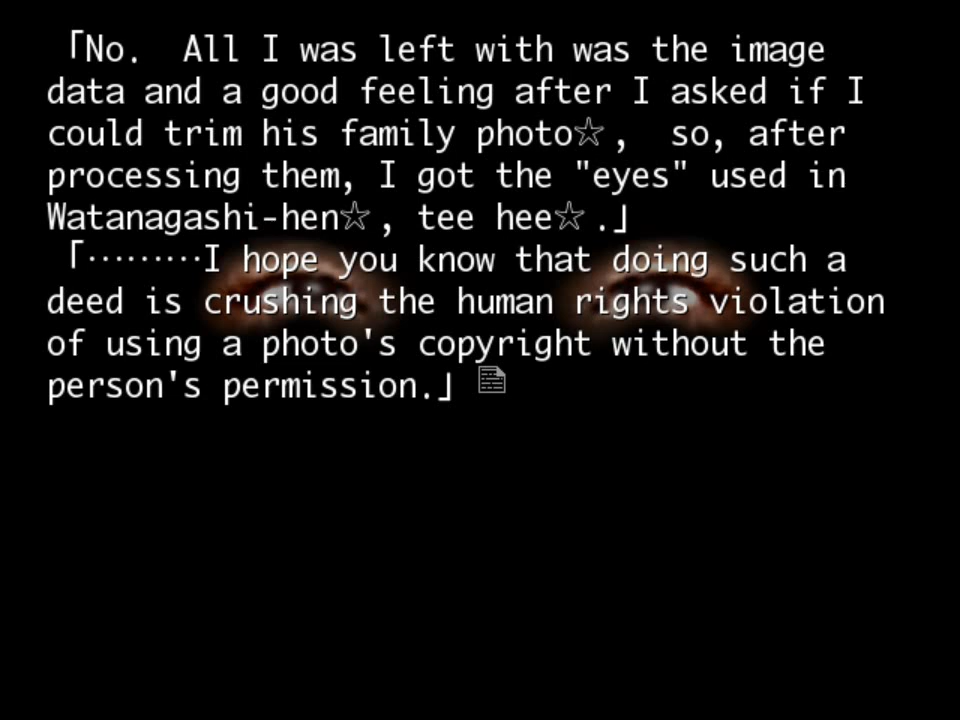 「No.  All I was left with was the image
data and a good feeling after I asked if I
could trim his family photo☆,  so, after
processing them, I got the "eyes" used in
Watanagashi-hen☆, tee hee☆.」
「………I hope you know that doing such a
deed is crushing the human rights violation
of using a photo's copyright without the
person's permission.」